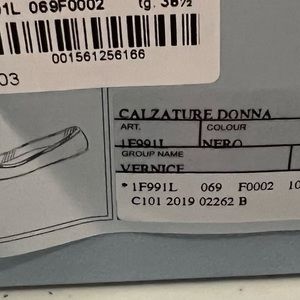 01L 069F0002 tg. 38½
001561256166
03
CALZATURE DONNA
ART. COLOUR
1F991L NERO
GROUP NAME
VERNICE
* 1F991L 069 F0002 10
C101 2019 02262 B